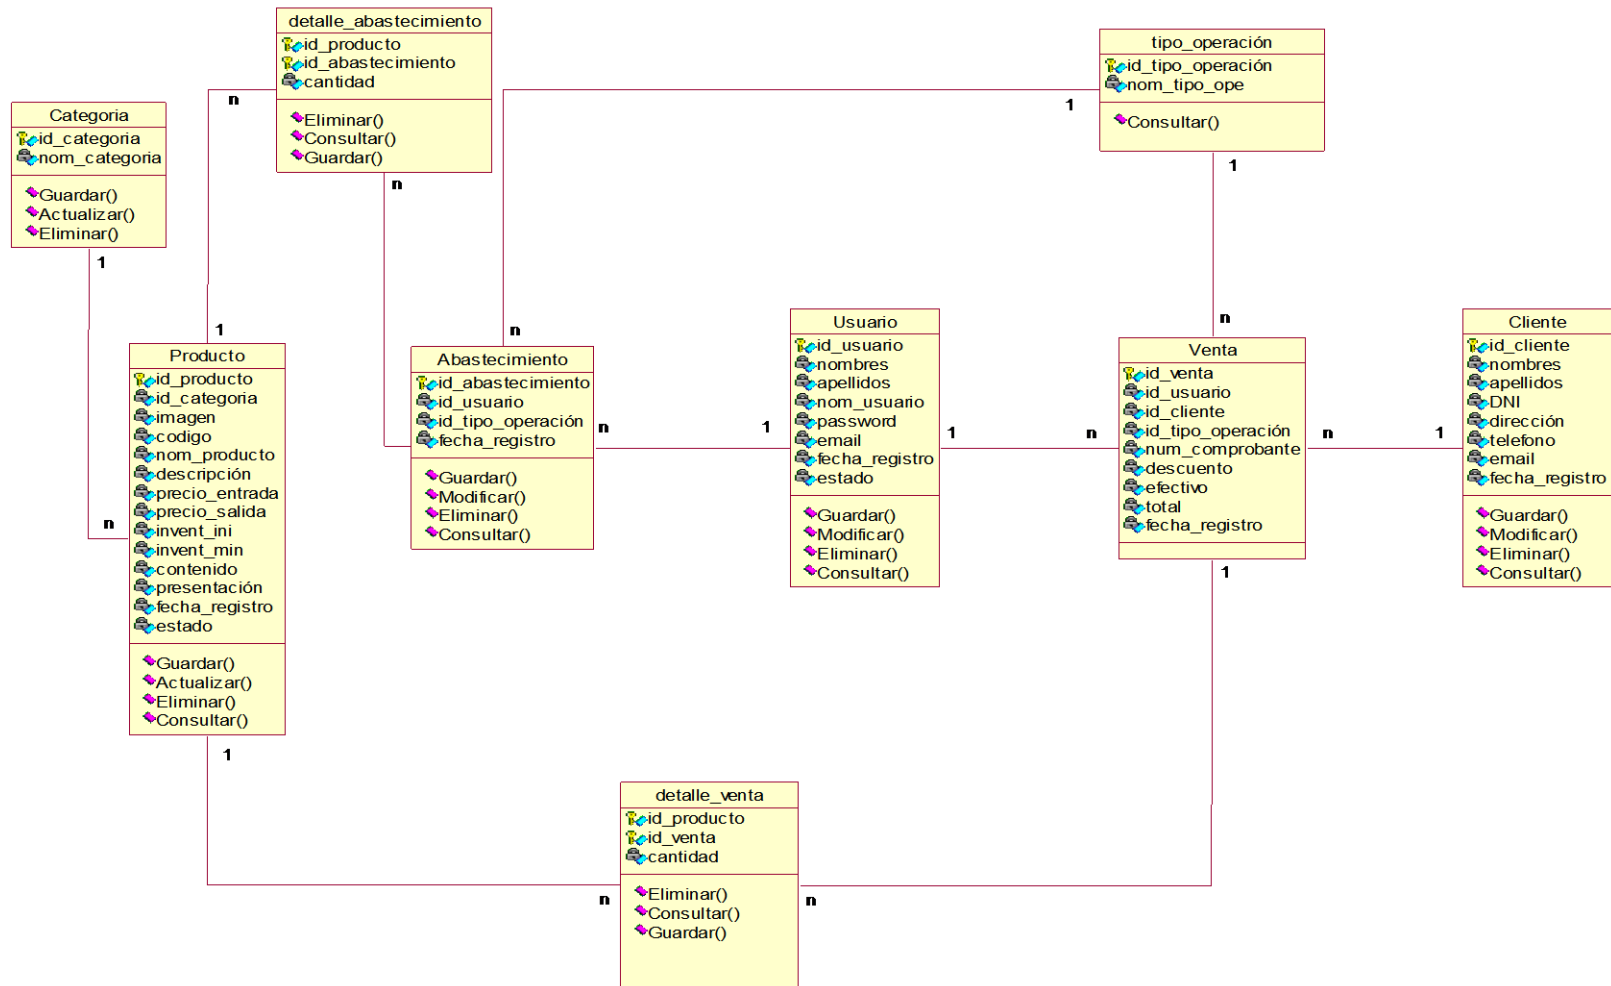 detalle_abastecimiento
id_producto
id_abastecimiento
cantidad
Eliminar()
Consultar()
Guardar()
n
n
tipo_operación
id_tipo_operación
nom_tipo_ope
Consultar()
1
1
Categoria
id_categoria
nom_categoria
Guardar()
Actualizar()
Eliminar()
1
n
1
Producto
id_producto
id_categoria
imagen
codigo
nom_producto
descripción
precio_entrada
precio_salida
invent_ini
invent_min
contenido
presentación
fecha_registro
estado
Guardar()
Actualizar()
Eliminar()
Consultar()
1
n
Abastecimiento
id_abastecimiento
id_usuario
id_tipo_operación
fecha_registro
Guardar()
Modificar()
Eliminar()
Consultar()
n
1
Usuario
id_usuario
nombres
apellidos
nom_usuario
password
email
fecha_registro
estado
Guardar()
Modificar()
Eliminar()
Consultar()
1
n
n
Venta
id_venta
id_usuario
id_cliente
id_tipo_operación
num_comprobante
descuento
efectivo
total
fecha_registro
n
1
1
Cliente
id_cliente
nombres
apellidos
DNI
dirección
telefono
email
fecha_registro
Guardar()
Modificar()
Eliminar()
Consultar()
detalle_venta
id_producto
id_venta
cantidad
Eliminar()
Consultar()
Guardar()
n
n